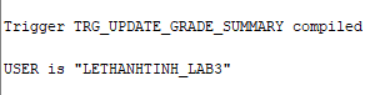 Trigger TRG_UPDATE_GRADE_SUMMARY compiled
USER is "LETHANHTINH_LAB3"